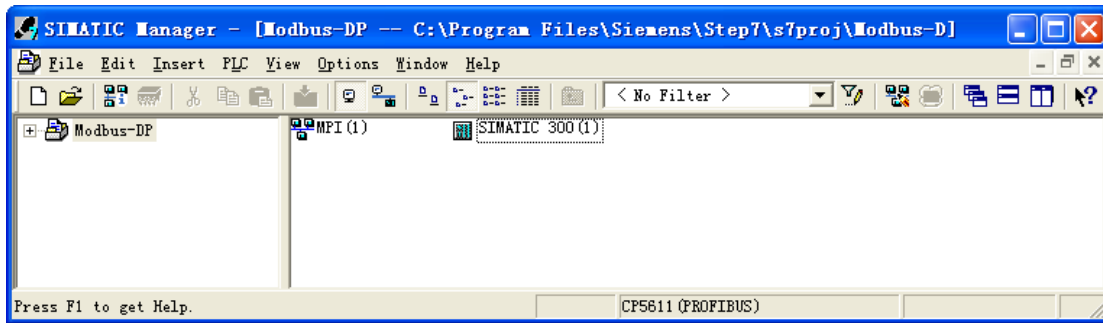 SIMATIC Manager - [Modbus-DP -- C:\Program Files\Siemens\Step7\s7proj\Modbus-D]
File Edit Insert PLC View Options Window Help
< No Filter >
Modbus-DP
MPI(1)
SIMATIC 300(1)
Press F1 to get Help.
CP5611(PROFIBUS)